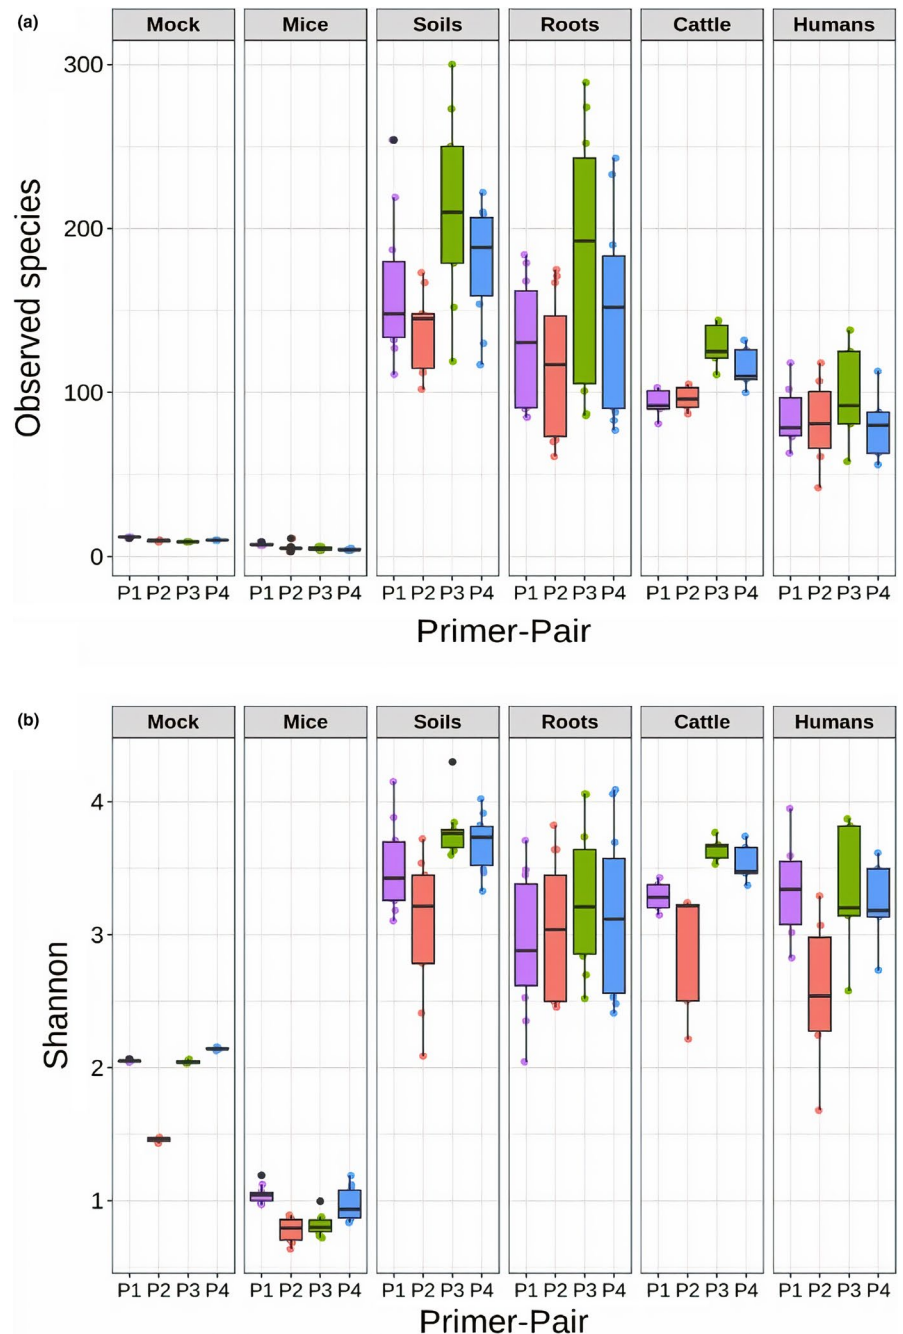 (a)
Mock Mice Soils Roots Cattle Humans
Observed species
300
200
100
0
P1 P2 P3 P4 P1 P2 P3 P4 P1 P2 P3 P4 P1 P2 P3 P4 P1 P2 P3 P4 P1 P2 P3 P4
Primer-Pair
(b)
Mock Mice Soils Roots Cattle Humans
Shannon
4
3
2
1
P1 P2 P3 P4 P1 P2 P3 P4 P1 P2 P3 P4 P1 P2 P3 P4 P1 P2 P3 P4 P1 P2 P3 P4
Primer-Pair